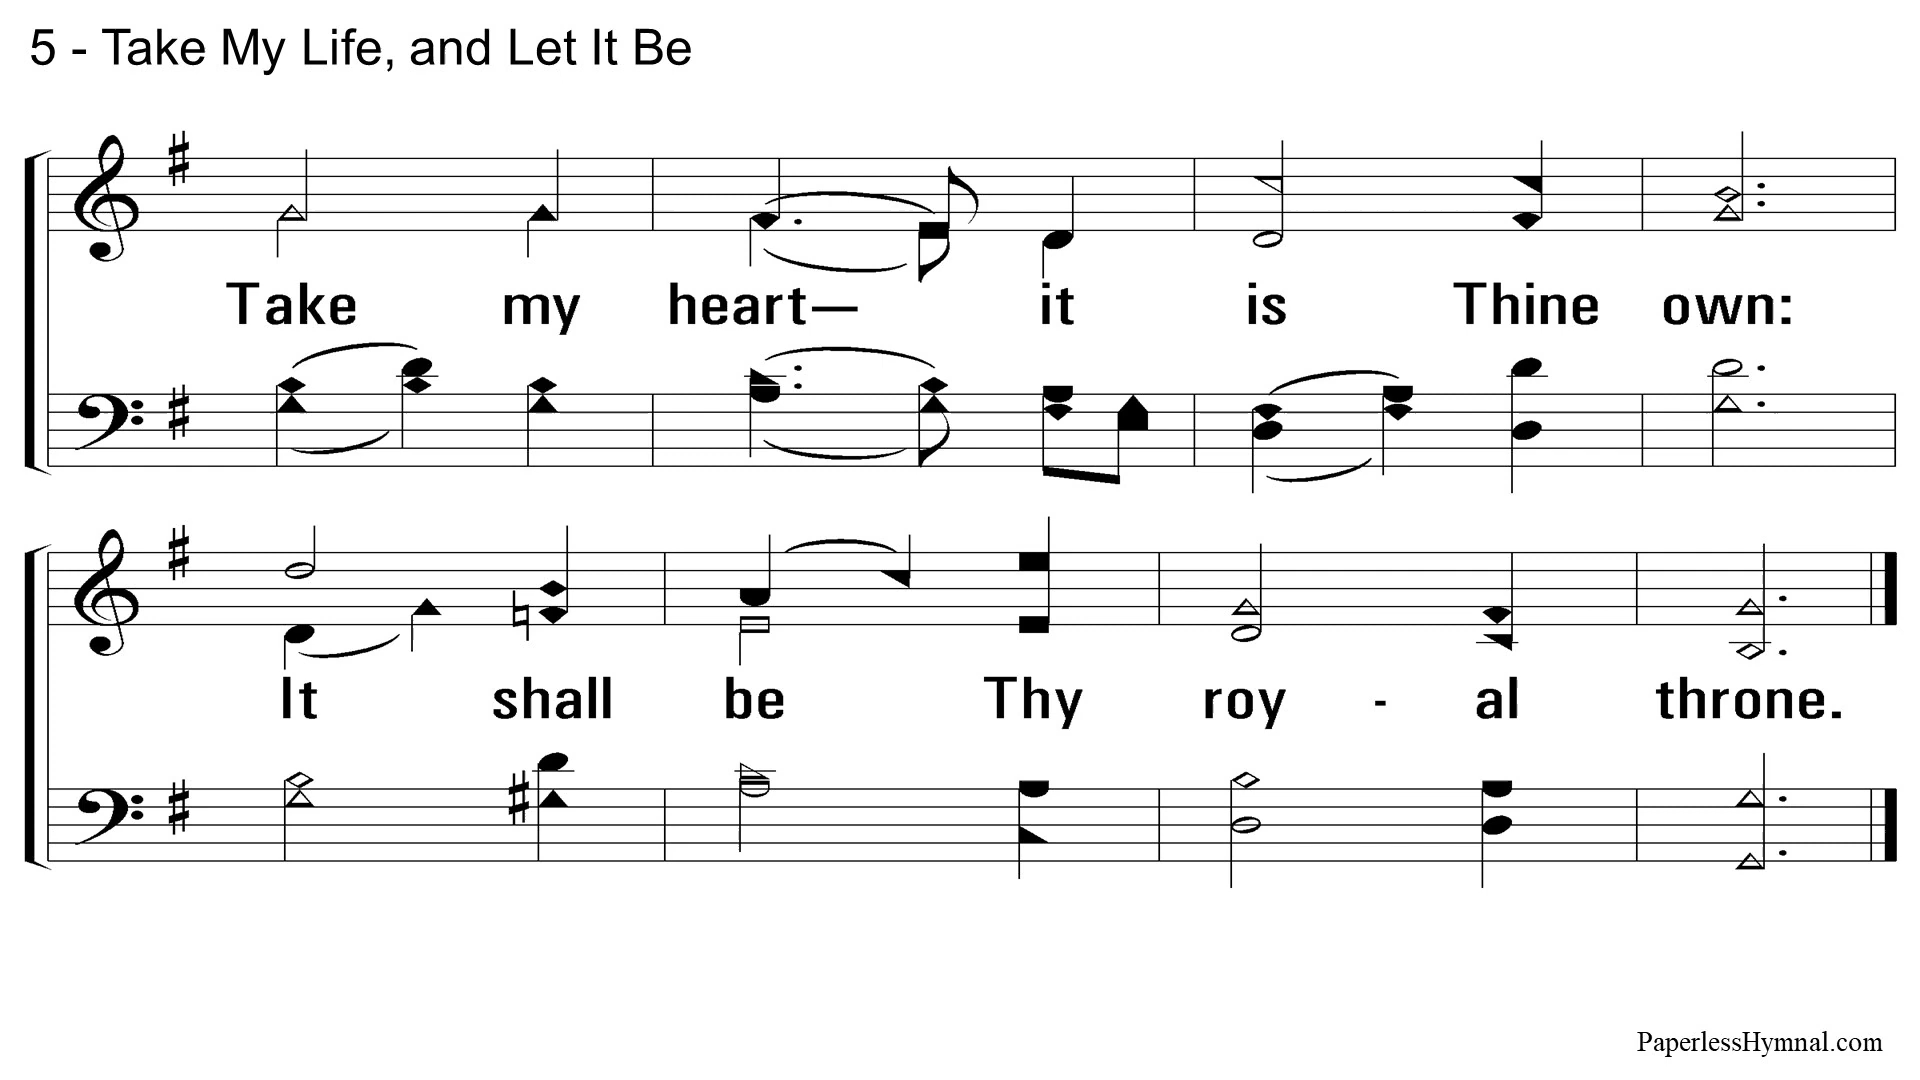 5 - Take My Life, and Let It Be
Take my heart— it is Thine own:
It shall be Thy roy - al throne.
PaperlessHymnal.com